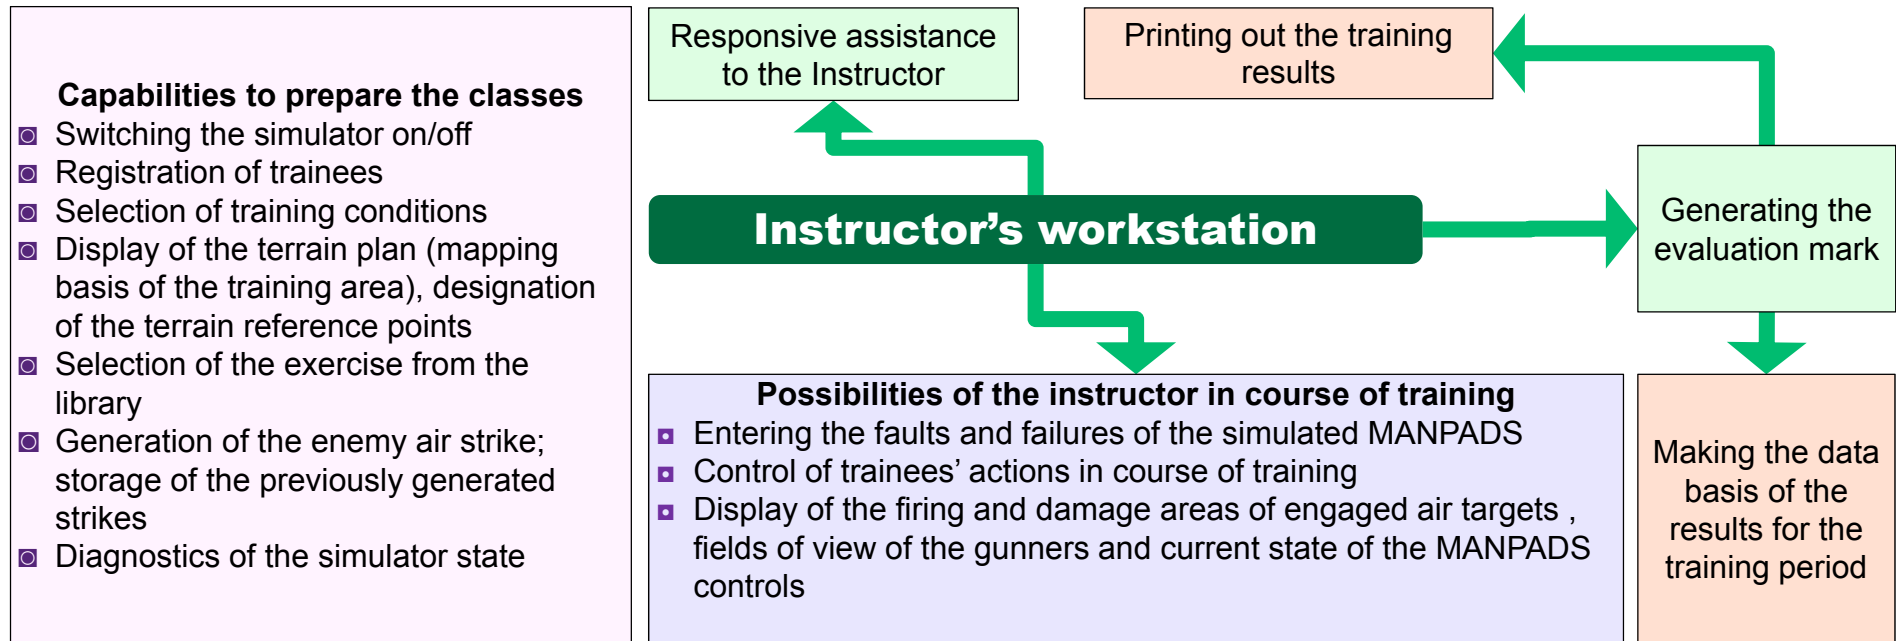 Capabilities to prepare the classes
Switching the simulator on/off
Registration of trainees
Selection of training conditions
Display of the terrain plan (mapping
basis of the training area), designation
of the terrain reference points
Selection of the exercise from the
library
Generation of the enemy air strike;
storage of the previously generated
strikes
Diagnostics of the simulator state
Responsive assistance
to the Instructor
Printing out the training
results
Instructor's workstation
Generating the
evaluation mark
Possibilities of the instructor in course of training
Entering the faults and failures of the simulated MANPADS
Control of trainees' actions in course of training
Display of the firing and damage areas of engaged air targets ,
fields of view of the gunners and current state of the MANPADS
controls
Making the data
basis of the
results for the
training period